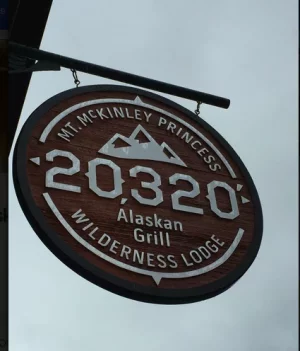 MT. MCKINLEY PRINCESS
20,320'
Alaskan
Grill
WILDERNESS LODGE